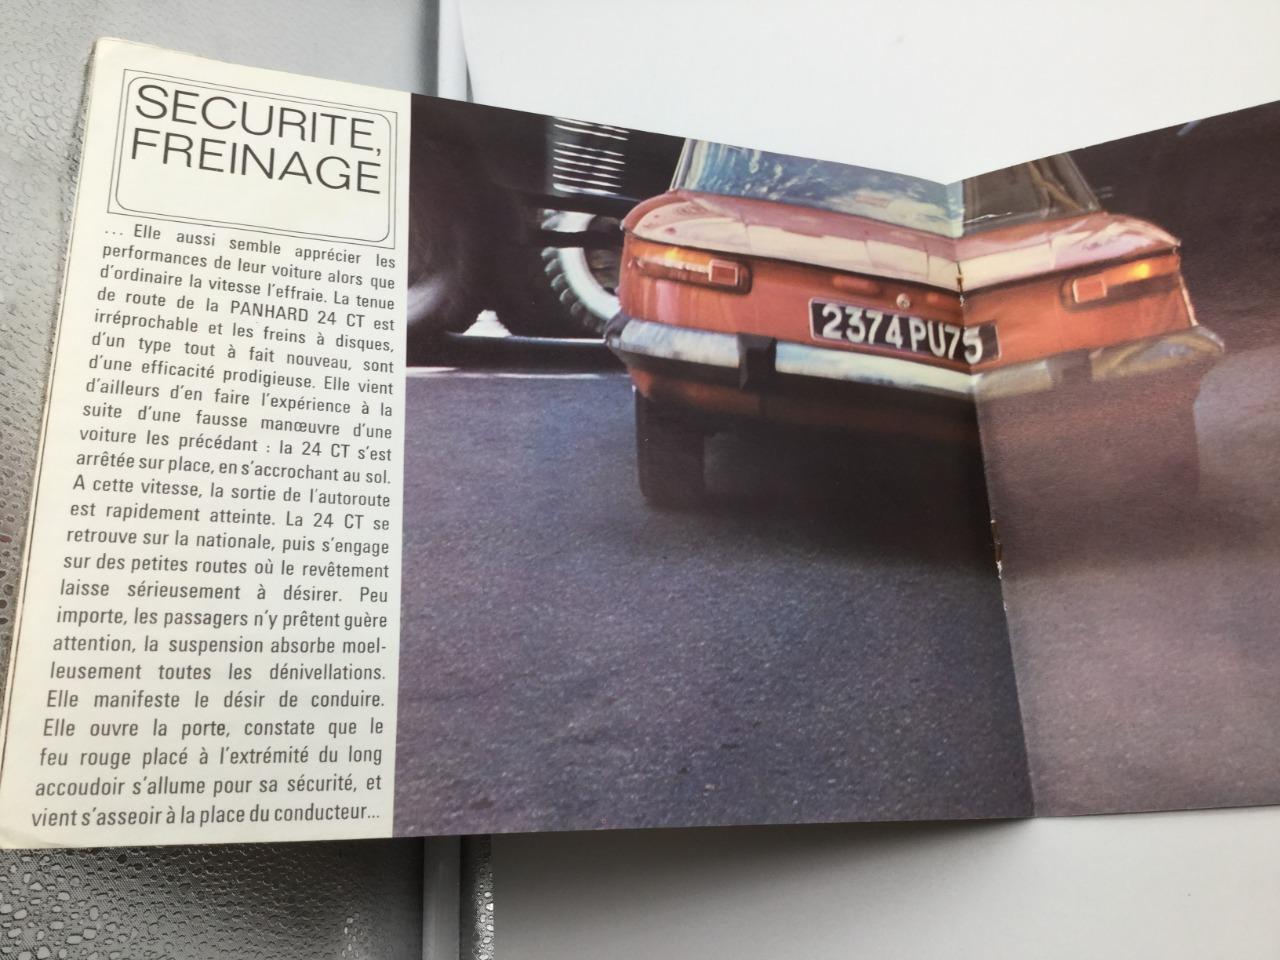 SECURITE,
FREINAGE
... Elle aussi semble apprécier les
performances de leur voiture alors que
d'ordinaire la vitesse l'effraie. La tenue
de route de la PANHARD 24 CT est
irréprochable et les freins à disques,
d'un type tout à fait nouveau, sont
d'une efficacité prodigieuse. Elle vient
d'ailleurs d'en faire l'expérience à la
suite d'une fausse manœuvre d'une
voiture les précédant : la 24 CT s'est
arrêtée sur place, en s'accrochant au sol.
A cette vitesse, la sortie de l'autoroute
est rapidement atteinte. La 24 CT se
retrouve sur la nationale, puis s'engage
sur des petites routes où le revêtement
laisse sérieusement à désirer. Peu
importe, les passagers n'y prêtent guère
attention, la suspension absorbe moel-
leusement toutes les dénivellations.
Elle manifeste le désir de conduire.
Elle ouvre la porte, constate que le
feu rouge placé à l'extrémité du long
accoudoir s'allume pour sa sécurité, et
vient s'asseoir à la place du conducteur...
2374 PU75